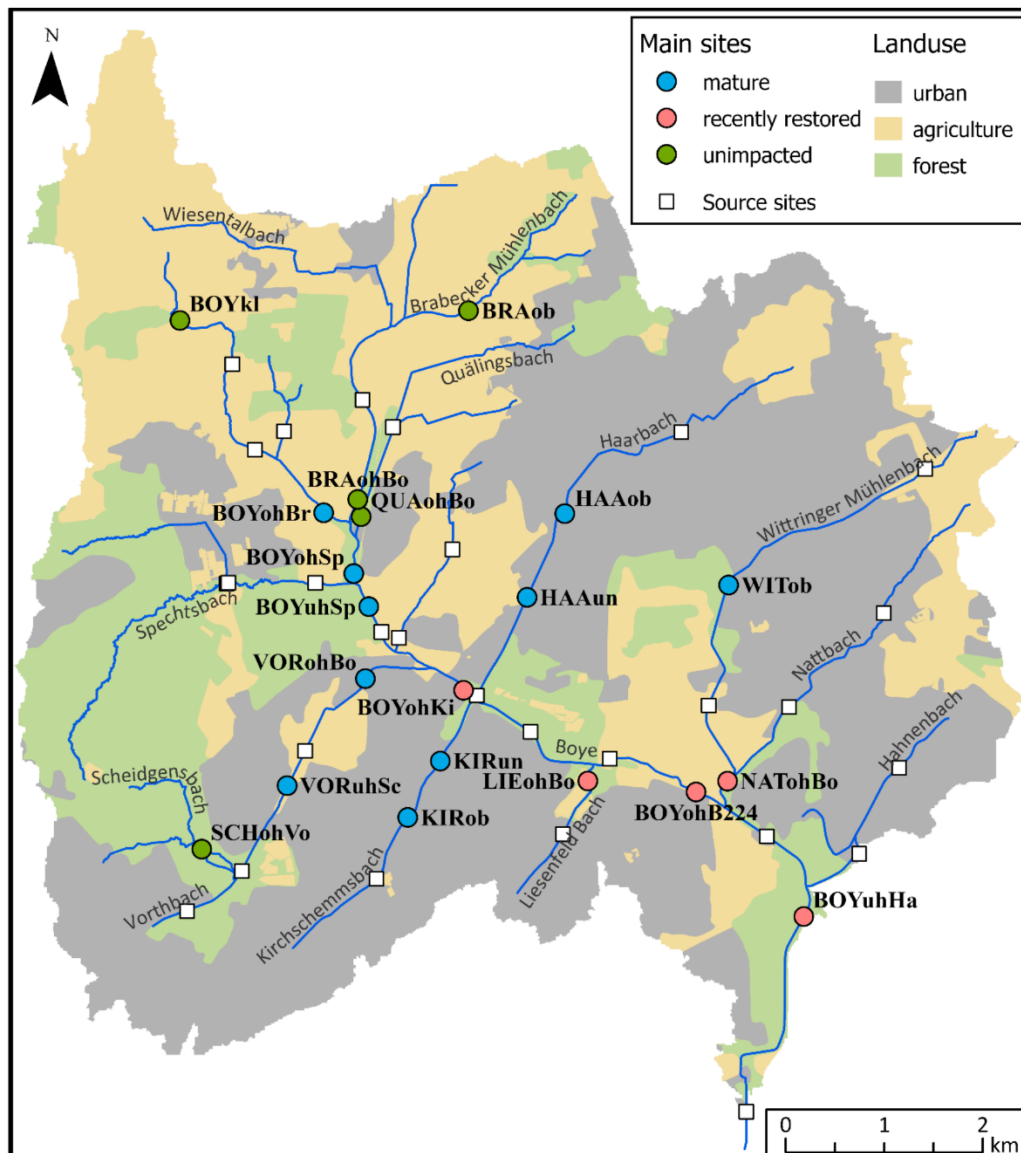 N
Main sites
mature
recently restored
unimpacted
Source sites
Landuse
urban
agriculture
forest
Wiesentalbach
Brabecker Mühlenbach
BOYkl
BRAob
Quälingsbach
Haarbach
BRAohBo
QUAohBo
BOYohBr
HAAob
Wittringer Mühlenbach
BOYohSp
WITob
HAAun
Spechtsbach
BOYuhSp
Nattbach
VORohBo
BOYohKi
Hahnenbach
Boye
KIRun
Scheidgensbach
LIEohBo
NATohBo
VORuhSc
BOYohB224
KIRob
SCHohVo
Liesenfeld Bach
Vorthbach
Kirchschemmsbach
BOYuhHa
0 1 2
km